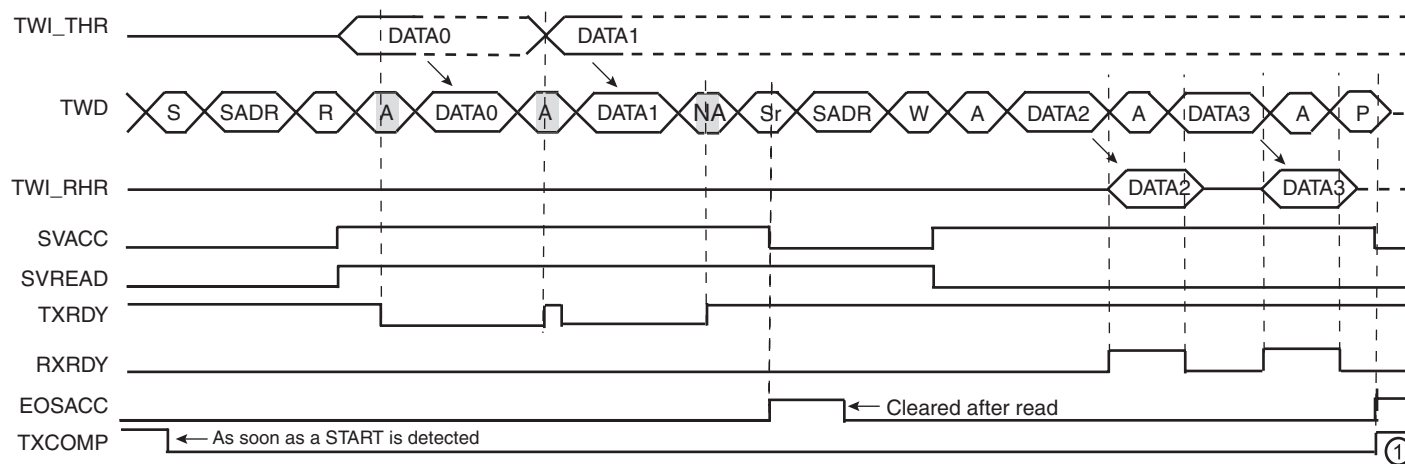 TWI_THR DATA0 DATA1
TWD S SADR R A DATA0 A DATA1 NA Sr SADR W A DATA2 A DATA3 A P
TWI_RHR DATA2 DATA3
SVACC
SVREAD
TXRDY
RXRDY
EOSACC Cleared after read
TXCOMP As soon as a START is detected 1